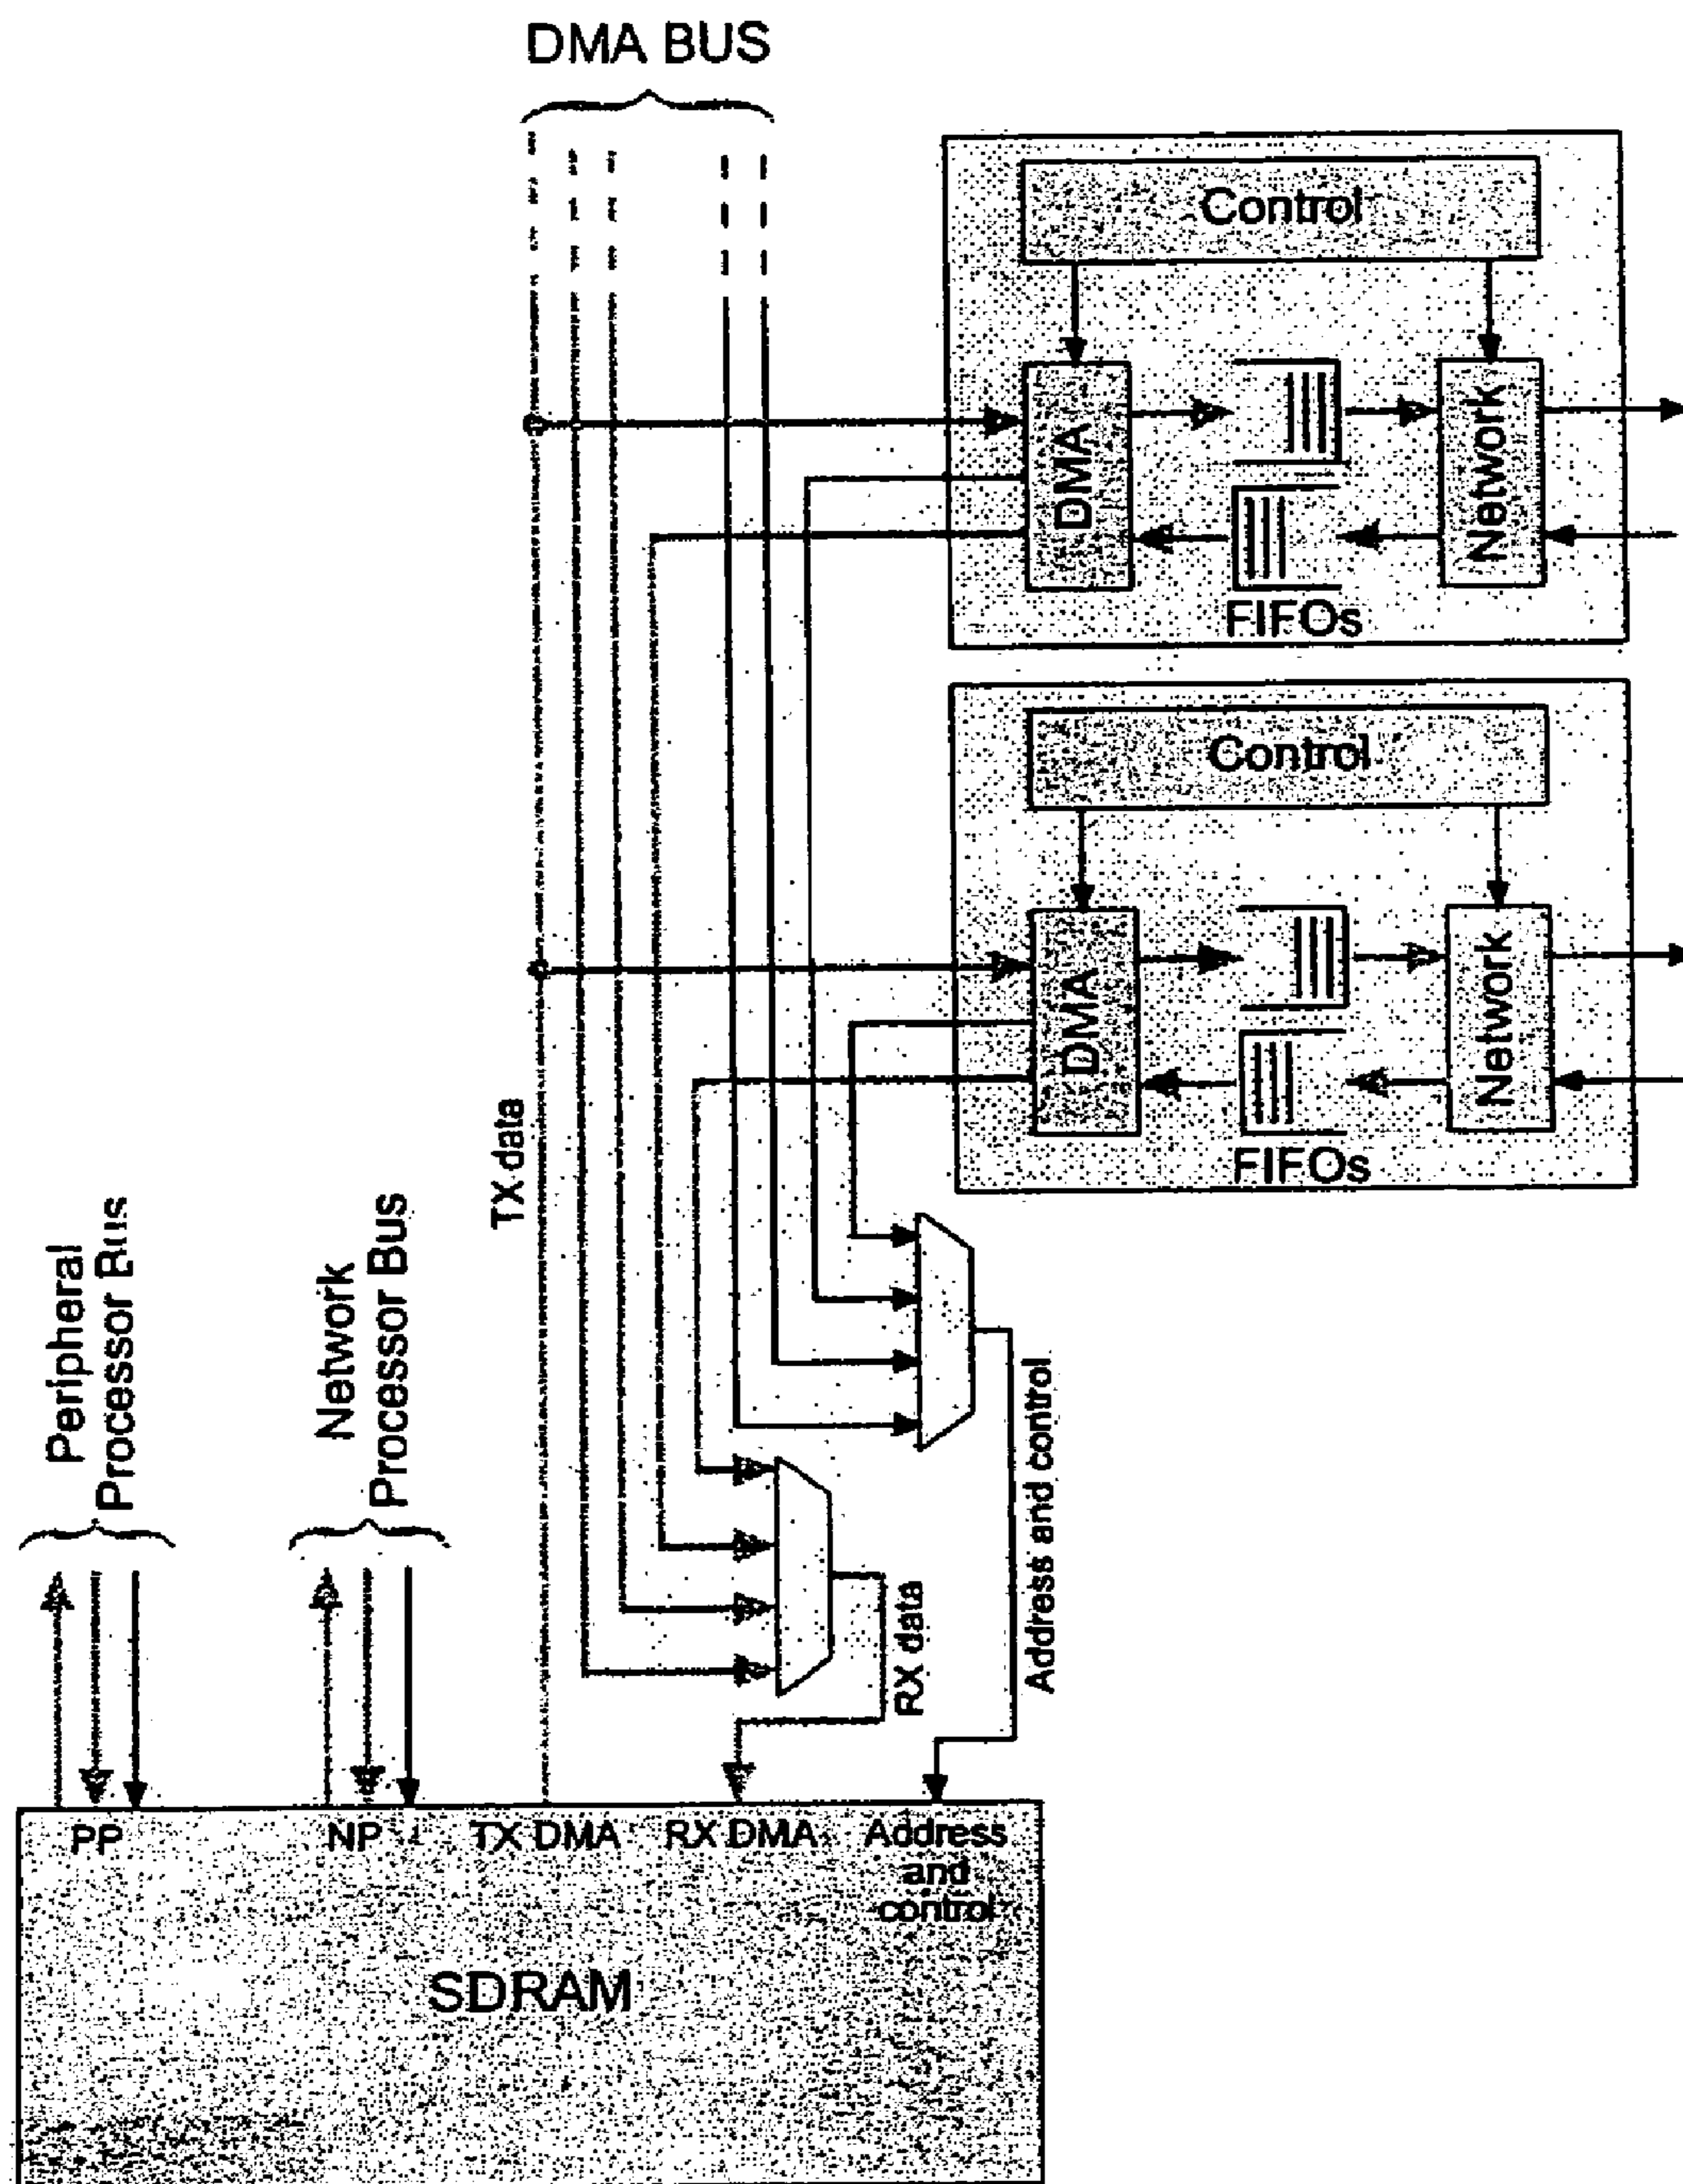 DMA BUS
Control
DMA
Network
FIFOs
Control
DMA
Network
FIFOs
TX data
Peripheral
Processor Bus
Network
Processor Bus
Address and control
RX data
PP
NP
TX DMA
RX DMA
Address
and
control
SDRAM